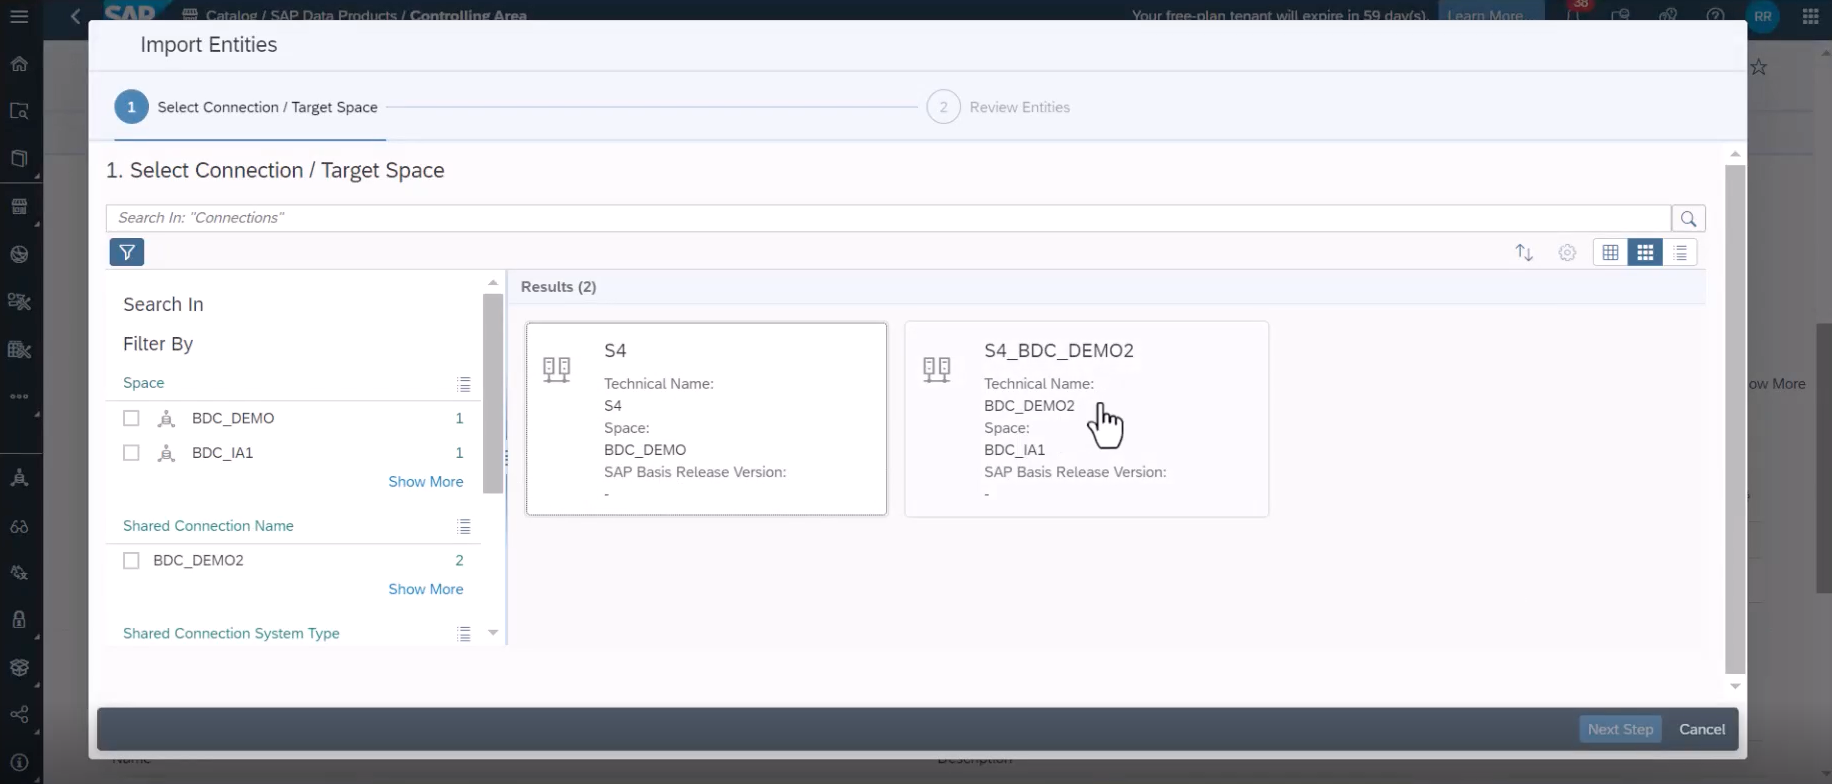 SAP
Catalog / SAP Data Products / Controlling Area
Your free-plan tenant will expire in 59 day(s).
Learn More
38
RR
Import Entities
1
Select Connection / Target Space
2
Review Entities
1. Select Connection / Target Space
Search In: "Connections"
Search In
Filter By
Space
BDC_DEMO 1
BDC_IA1 1
Show More
Shared Connection Name
BDC_DEMO2 2
Show More
Shared Connection System Type
Results (2)
S4
Technical Name:
S4
Space:
BDC_DEMO
SAP Basis Release Version:
-
S4_BDC_DEMO2
Technical Name:
BDC_DEMO2
Space:
BDC_IA1
SAP Basis Release Version:
-
ow More
Next Step
Cancel
Name
Description